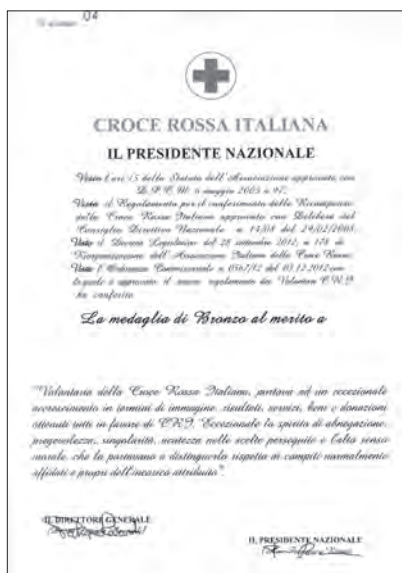 04
CROCE ROSSA ITALIANA
IL PRESIDENTE NAZIONALE
Visto l'art. 15 dello Statuto dell'Associazione approvato con
D.P.C.M. 6 maggio 2005 n. 97;
Visto il Regolamento per il conferimento delle Ricompense
della Croce Rossa Italiana approvato con Delibera del
Consiglio Direttivo Nazionale n. 14/08 del 29/02/2008
Visto il Decreto Legislativo del 28 settembre 2012, n. 178 di
Riorganizzazione dell'Associazione Italiana della Croce Rossa;
Vista l'Ordinanza Commissariale n. 0567/12 del 03.12.2012 con
la quale è approvato il nuovo regolamento dei Volontari C.R.I.
ha conferito
La medaglia di Bronzo al merito a
"Volontaria della Croce Rossa Italiana, portava ad un eccezionale
accrescimento in termini di immagine, risultati, servizi, beni e donazioni
ottenuti tutti in favore di C.R.I. Eccezionale lo spirito di abnegazione,
pregevolezza, singolarità, acutezza nelle scelte perseguite e l'alto senso
morale che la portavano a distinguersi rispetto ai compiti normalmente
affidati e propri dell'incarico attribuito".
IL DIRETTORE GENERALE
IL PRESIDENTE NAZIONALE